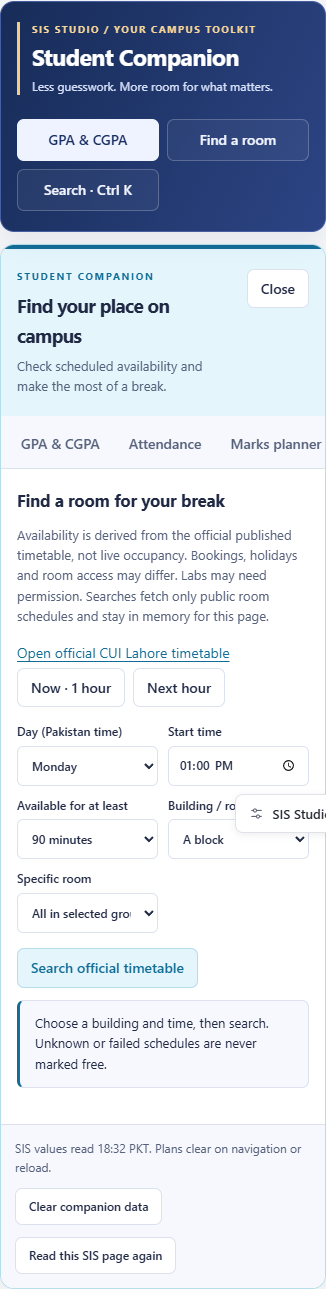 SIS STUDIO / YOUR CAMPUS TOOLKIT
Student Companion
Less guesswork. More room for what matters.
GPA & CGPA
Find a room
Search · Ctrl K
STUDENT COMPANION
Close
Find your place on
campus
Check scheduled availability and
make the most of a break.
GPA & CGPA
Attendance
Marks planner
Find a room for your break
Availability is derived from the official published
timetable, not live occupancy. Bookings, holidays
and room access may differ. Labs may need
permission. Searches fetch only public room
schedules and stay in memory for this page.
Open official CUI Lahore timetable
Now · 1 hour
Next hour
Day (Pakistan time)
Start time
Monday
01:00 PM
Available for at least
Building /
SIS
90 minutes
A block
Specific room
All in selected
Search official timetable
Choose a building and time, then search.
Unknown or failed schedules are never
marked free.
SIS values read 18:32 PKT. Plans clear on navigation or
reload.
Clear companion data
Read this SIS page again